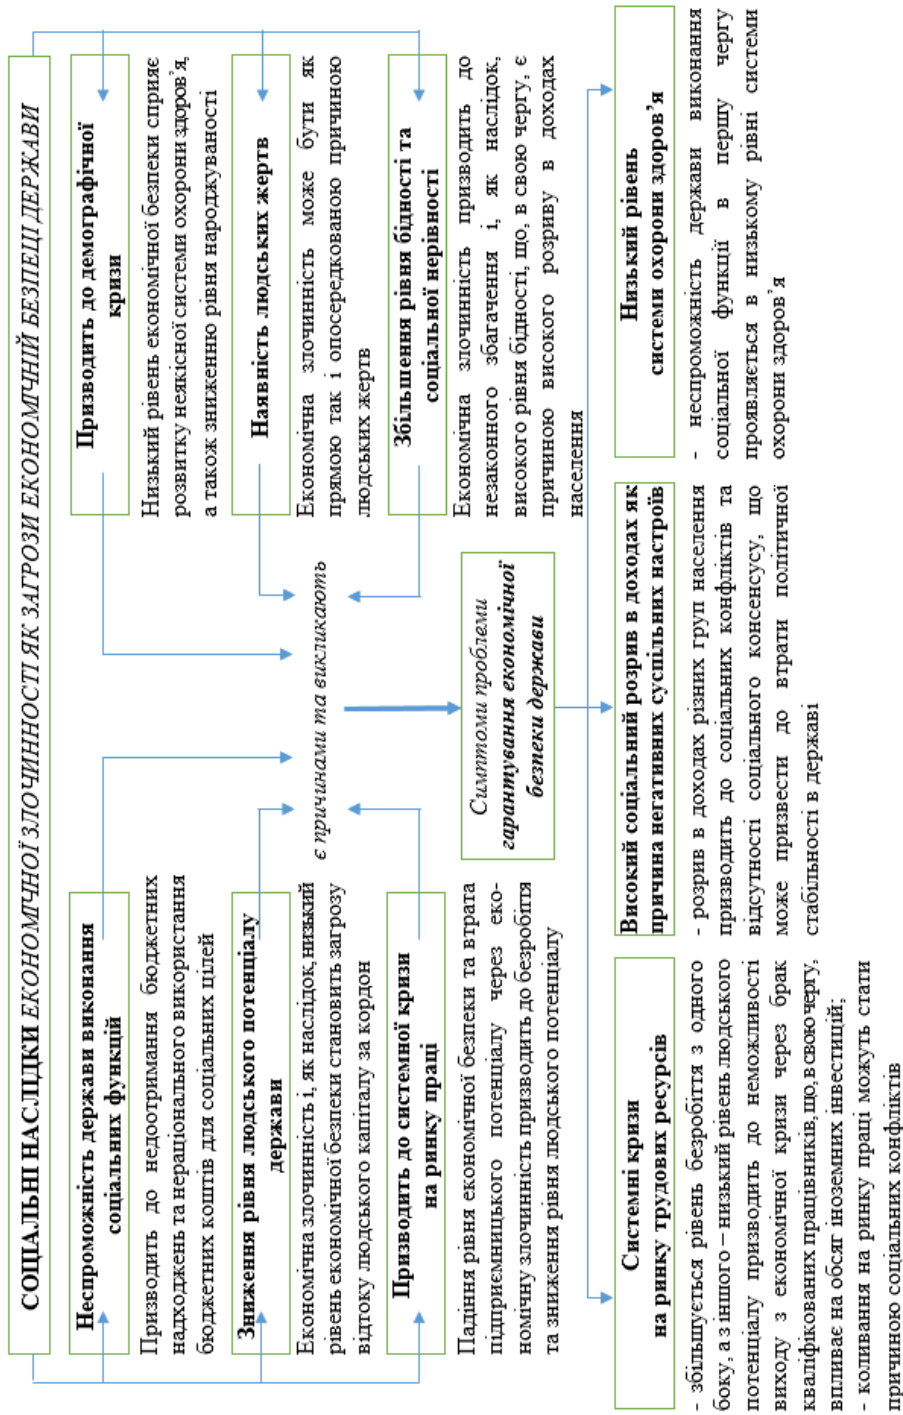 СОЦІАЛЬНІ НАСЛІДКИ ЕКОНОМІЧНОЇ ЗЛОЧИННОСТІ ЯК ЗАГРОЗИ ЕКОНОМІЧНІЙ БЕЗПЕЦІ ДЕРЖАВИ
Неспроможність держави виконання
соціальних функцій
Призводить до недоотримання бюджетних
надходжень та нераціонального використання
бюджетних коштів для соціальних цілей
Зниження рівня людського потенціалу
держави
Економічна злочинність і, як наслідок, низький
рівень економічної безпеки становить загрозу
відтоку людського капіталу за кордон
Призводить до системної кризи
на ринку праці
Падіння рівня економічної безпеки та втрата
підприємницького потенціалу через еко-
номічну злочинність призводить до безробіття
та зниження рівня людського потенціалу
є причинами та викликають
Симптоми проблеми
гарантування економічної
безпеки держави
Призводить до демографічної
кризи
Низький рівень економічної безпеки сприяє
розвитку неякісної системи охорони здоров’я,
а також зниженню рівня народжуваності
Наявність людських жертв
Економічна злочинність може бути як
прямою так і опосередкованою причиною
людських жертв
Збільшення рівня бідності та
соціальної нерівності
Економічна злочинність призводить до
незаконного збагачення і, як наслідок,
високого рівня бідності, що, в свою чергу, є
причиною високого розриву в доходах
населення
Системні кризи
на ринку трудових ресурсів
- збільшується рівень безробіття з одного
боку, а з іншого – низький рівень людського
потенціалу призводить до неможливості
виходу з економічної кризи через брак
кваліфікованих працівників, що, в свою чергу,
впливає на обсяг іноземних інвестицій;
- коливання на ринку праці можуть стати
причиною соціальних конфліктів
Високий соціальний розрив в доходах як
причина негативних суспільних настроїв
- розрив в доходах різних груп населення
призводить до соціальних конфліктів та
відсутності соціального консенсусу, що
може призвести до втрати політичної
стабільності в державі
Низький рівень
системи охорони здоров’я
- неспроможність держави виконання
соціальної функції в першу чергу
проявляється в низькому рівні системи
охорони здоров’я